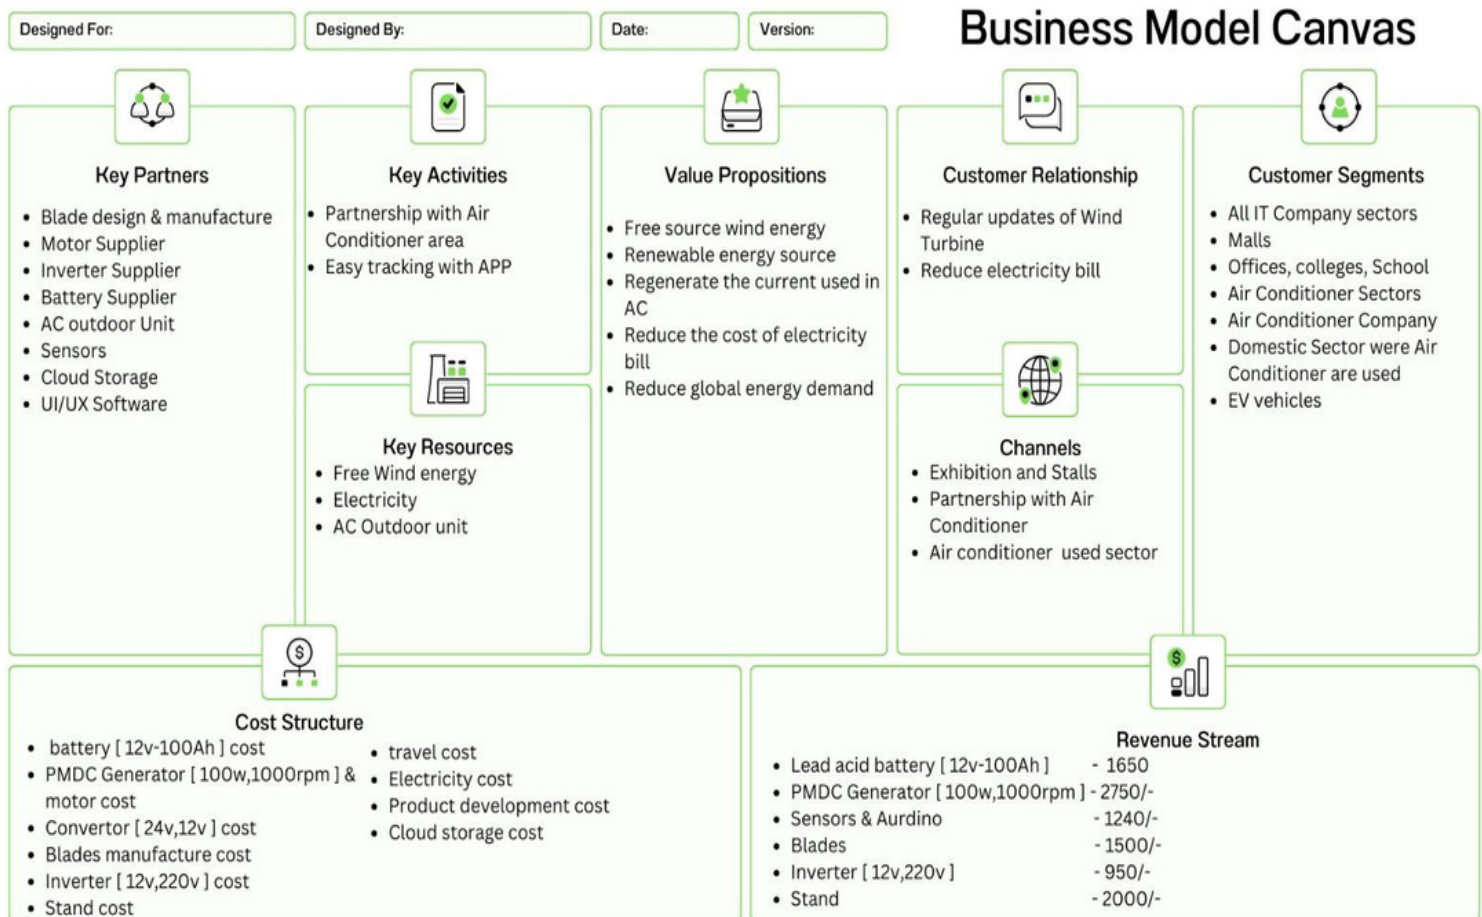 Designed For:
Designed By:
Date:
Version:
Business Model Canvas
Key Partners
• Blade design & manufacture
• Motor Supplier
• Inverter Supplier
• Battery Supplier
• AC outdoor Unit
• Sensors
• Cloud Storage
• UI/UX Software
Key Activities
• Partnership with Air
Conditioner area
• Easy tracking with APP
Key Resources
• Free Wind energy
• Electricity
• AC Outdoor unit
Value Propositions
• Free source wind energy
• Renewable energy source
• Regenerate the current used in
AC
• Reduce the cost of electricity
bill
• Reduce global energy demand
Customer Relationship
• Regular updates of Wind
Turbine
• Reduce electricity bill
Channels
• Exhibition and Stalls
• Partnership with Air
Conditioner
• Air conditioner used sector
Customer Segments
• All IT Company sectors
• Malls
• Offices, colleges, School
• Air Conditioner Sectors
• Air Conditioner Company
• Domestic Sector were Air
Conditioner are used
• EV vehicles
Cost Structure
• battery [ 12v-100Ah ] cost
• PMDC Generator [ 100w,1000rpm ] &
motor cost
• Convertor [ 24v,12v ] cost
• Blades manufacture cost
• Inverter [ 12v,220v ] cost
• Stand cost
• travel cost
• Electricity cost
• Product development cost
• Cloud storage cost
Revenue Stream
• Lead acid battery [ 12v-100Ah ] - 1650
• PMDC Generator [ 100w,1000rpm ] - 2750/-
• Sensors & Aurdino - 1240/-
• Blades - 1500/-
• Inverter [ 12v,220v ] - 950/-
• Stand - 2000/-